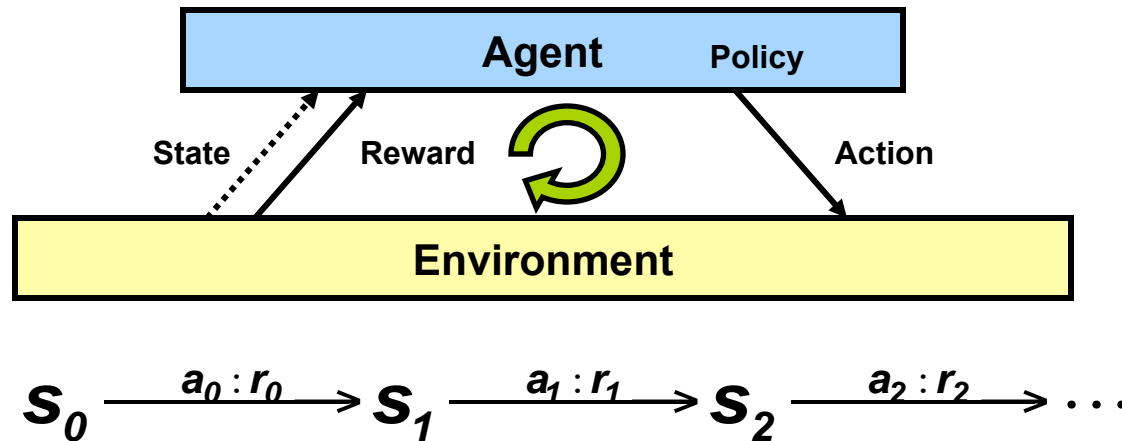 Agent Policy
State Reward Action
Environment
s₀ a₀ : r₀ s₁ a₁ : r₁ s₂ a₂ : r₂ ...